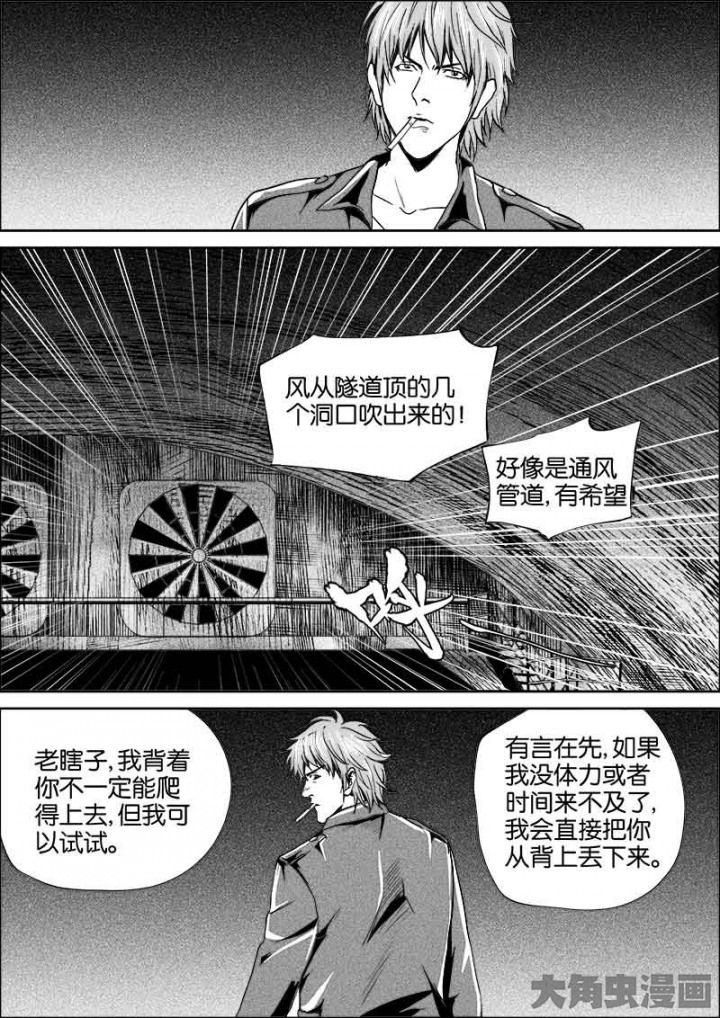 风从隧道顶的几
个洞口吹出来的！
好像是通风
管道，有希望！
呼
老瞎子，我背着
你不一定能爬
得上去，但我可
以试试。
有言在先，如果
我没体力或者
时间来不及了，
我会直接把你
从背上丢下来。
大角虫漫画